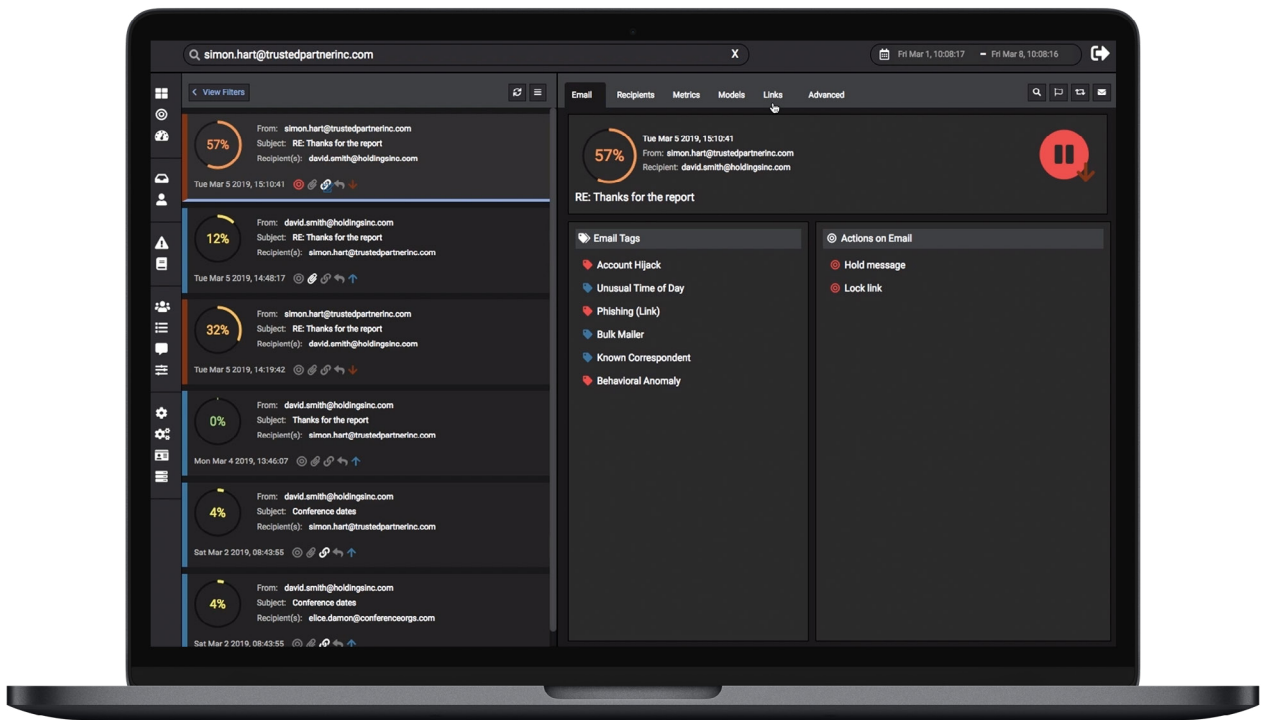 simon.hart@trustedpartnerinc.com
X
Fri Mar 1, 10:08:17 – Fri Mar 8, 10:08:16
View Filters
57%
From: simon.hart@trustedpartnerinc.com
Subject: RE: Thanks for the report
Recipient(s): david.smith@holdingsinc.com
Tue Mar 5 2019, 15:10:41
12%
From: david.smith@holdingsinc.com
Subject: RE: Thanks for the report
Recipient(s): simon.hart@trustedpartnerinc.com
Tue Mar 5 2019, 14:48:17
32%
From: simon.hart@trustedpartnerinc.com
Subject: RE: Thanks for the report
Recipient(s): david.smith@holdingsinc.com
Tue Mar 5 2019, 14:19:42
0%
From: david.smith@holdingsinc.com
Subject: Thanks for the report
Recipient(s): simon.hart@trustedpartnerinc.com
Mon Mar 4 2019, 13:46:07
4%
From: david.smith@holdingsinc.com
Subject: Conference dates
Recipient(s): simon.hart@trustedpartnerinc.com
Sat Mar 2 2019, 08:43:55
4%
From: david.smith@holdingsinc.com
Subject: Conference dates
Recipient(s): elice.damon@conferenceorgs.com
Sat Mar 2 2019, 08:43:55
Email Recipients Metrics Models Links Advanced
57%
Tue Mar 5 2019, 15:10:41
From: simon.hart@trustedpartnerinc.com
Recipient: david.smith@holdingsinc.com
RE: Thanks for the report
Email Tags
Account Hijack
Unusual Time of Day
Phishing (Link)
Bulk Mailer
Known Correspondent
Behavioral Anomaly
Actions on Email
Hold message
Lock link